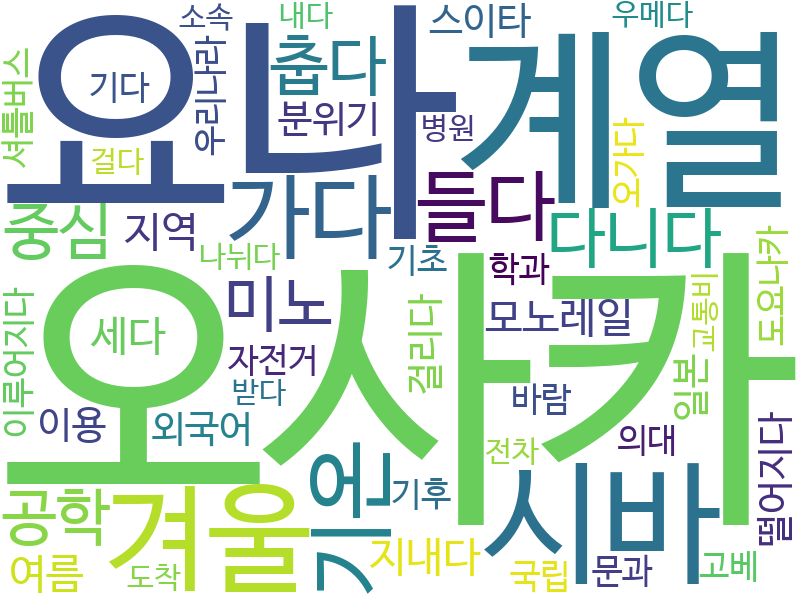 소속
내다
스이타
우메다
오나
계열
춥다
기다
우리나라
셔틀버스
분위기
병원
걸다
오가다
가다
들다
중심
지역
다니다
나뉘다
기초
학과
미노
모노레일
교통비
도요나카
오사카
세다
이루어지다
자전거
걸리다
받다
바람
일본
이용
외국어
전차
의대
떨어지다
기온
시바
공학
겨울
기후
여름
도착
지내다
국립
문과
고베